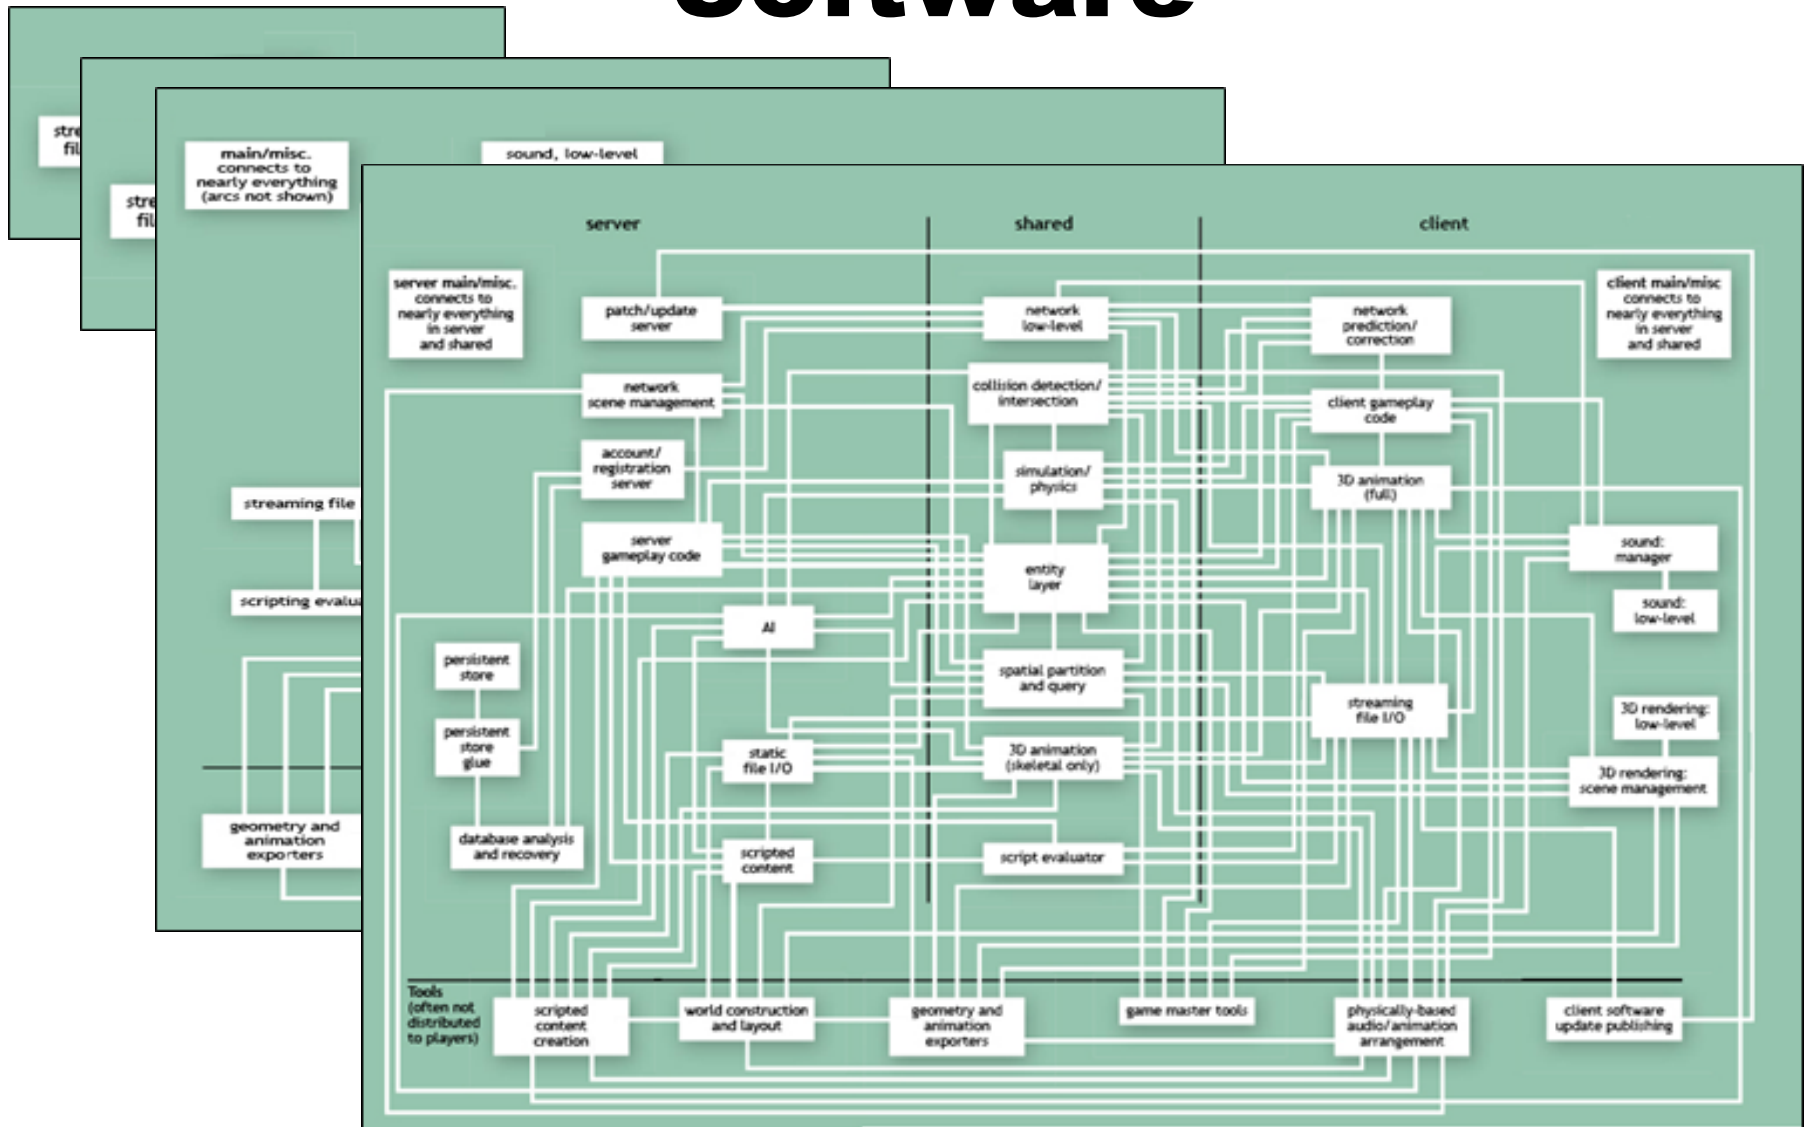 Software
stre
fil
stre
fil
main/misc.
connects to
nearly everything
(arcs not shown)
sound, low-level
streaming file
scripting evalua
geometry and
animation
exporters
server
shared
client
server main/misc.
connects to
nearly everything
in server
and shared
patch/update
server
network
low-level
network
prediction/
correction
client main/misc
connects to
nearly everything
in server
and shared
network
scene management
collision detection/
intersection
client gameplay
code
account/
registration
server
simulation/
physics
3D animation
(full)
server
gameplay code
entity
layer
sound:
manager
sound:
low-level
AI
persistent
store
spatial partition
and query
streaming
file I/O
3D rendering:
low-level
persistent
store
glue
static
file I/O
3D animation
(skeletal only)
3D rendering:
scene management
database analysis
and recovery
scripted
content
script evaluator
Tools
(often not
distributed
to players)
scripted
content
creation
world construction
and layout
geometry and
animation
exporters
game master tools
physically-based
audio/animation
arrangement
client software
update publishing